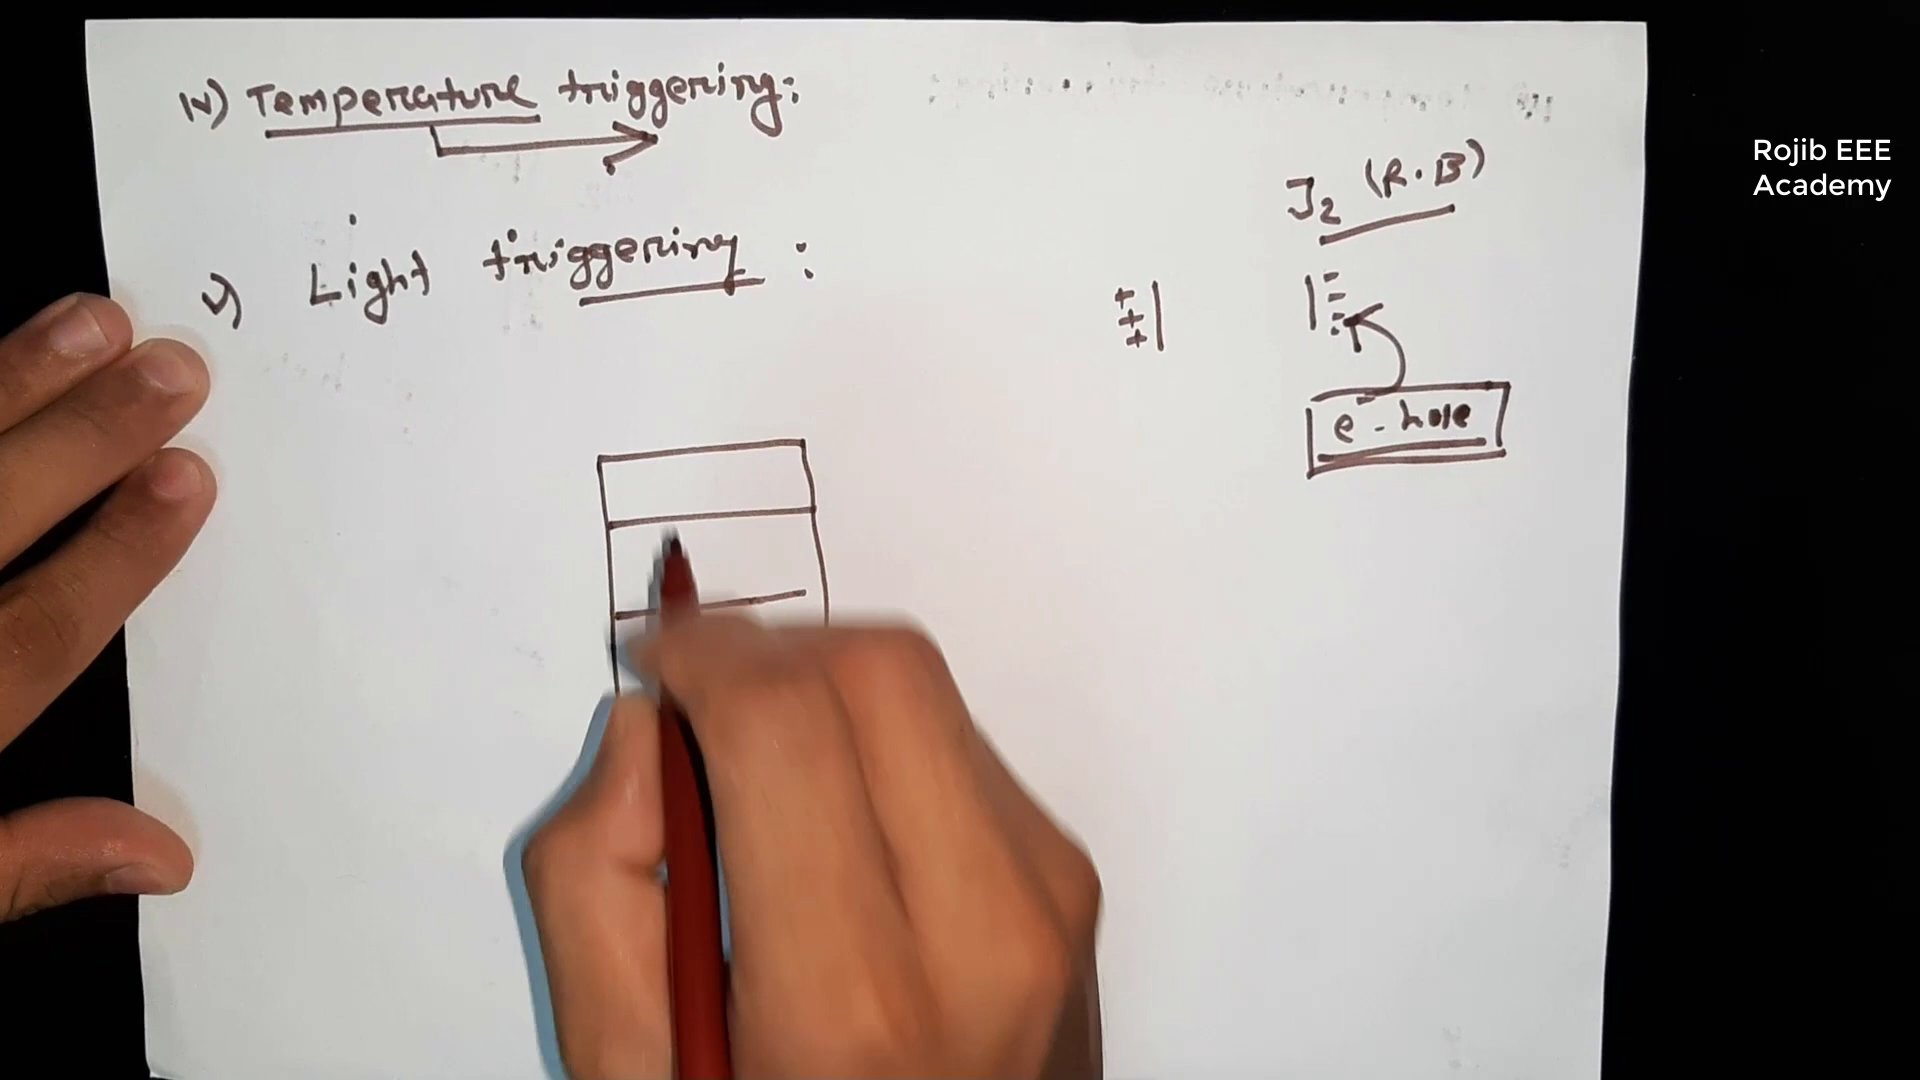 IV) Temperature triggering:
V) Light triggering :
J2 (R.B)
+
+
+
e - hole
Rojib EEE
Academy